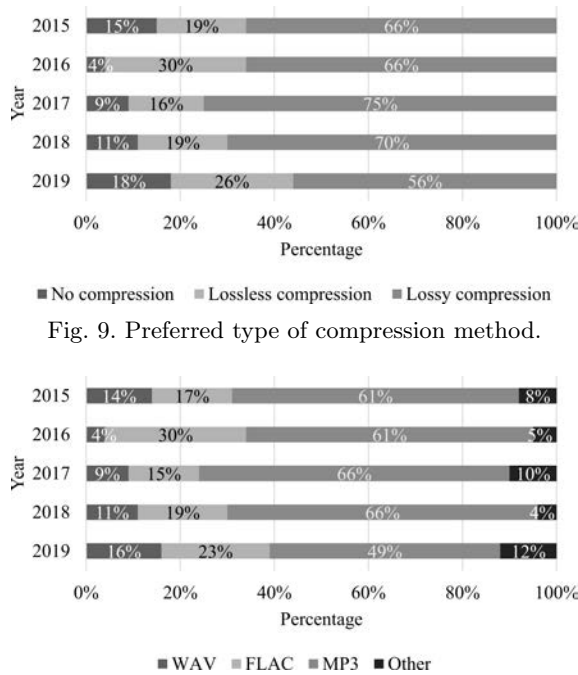 2015 15% 19% 66%
2016 4% 30% 66%
2017 9% 16% 75%
2018 11% 19% 70%
2019 18% 26% 56%
Year
0% 20% 40% 60% 80% 100%
Percentage
No compression Lossless compression Lossy compression
Fig. 9. Preferred type of compression method.
2015 14% 17% 61% 8%
2016 4% 30% 61% 5%
2017 9% 15% 66% 10%
2018 11% 19% 66% 4%
2019 16% 23% 49% 12%
Year
0% 20% 40% 60% 80% 100%
Percentage
WAV FLAC MP3 Other